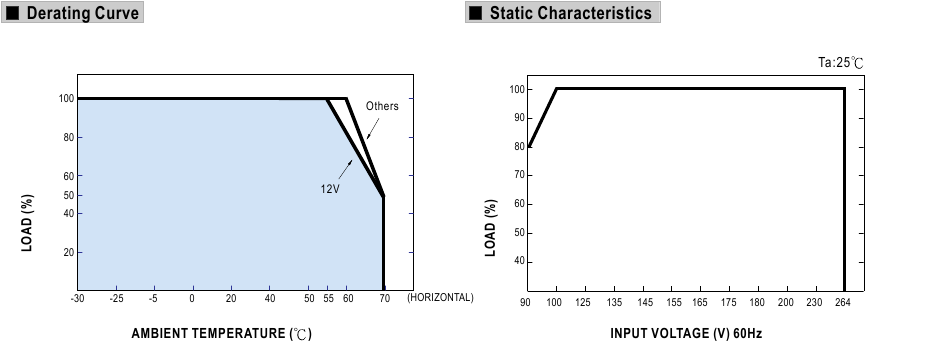 ■ Derating Curve
■ Static Characteristics
Ta:25℃
100
80
60
50
40
20
LOAD (%)
Others
12V
-30 -25 -5 0 20 40 50 55 60 70 (HORIZONTAL)
AMBIENT TEMPERATURE (℃)
100
90
80
70
60
50
40
LOAD (%)
90 100 125 135 145 155 165 175 180 200 230 264
INPUT VOLTAGE (V) 60Hz